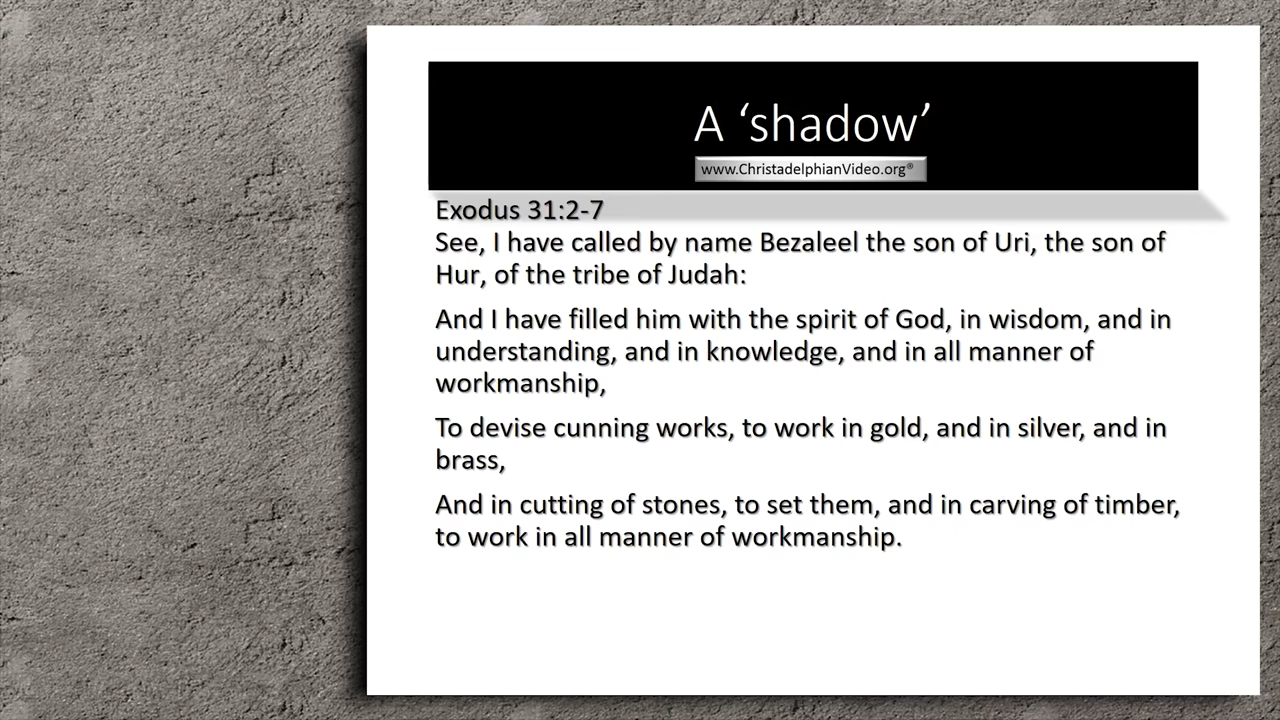 A ‘shadow’
www.ChristadelphianVideo.org®
Exodus 31:2-7
See, I have called by name Bezaleel the son of Uri, the son of
Hur, of the tribe of Judah:
And I have filled him with the spirit of God, in wisdom, and in
understanding, and in knowledge, and in all manner of
workmanship,
To devise cunning works, to work in gold, and in silver, and in
brass,
And in cutting of stones, to set them, and in carving of timber,
to work in all manner of workmanship.